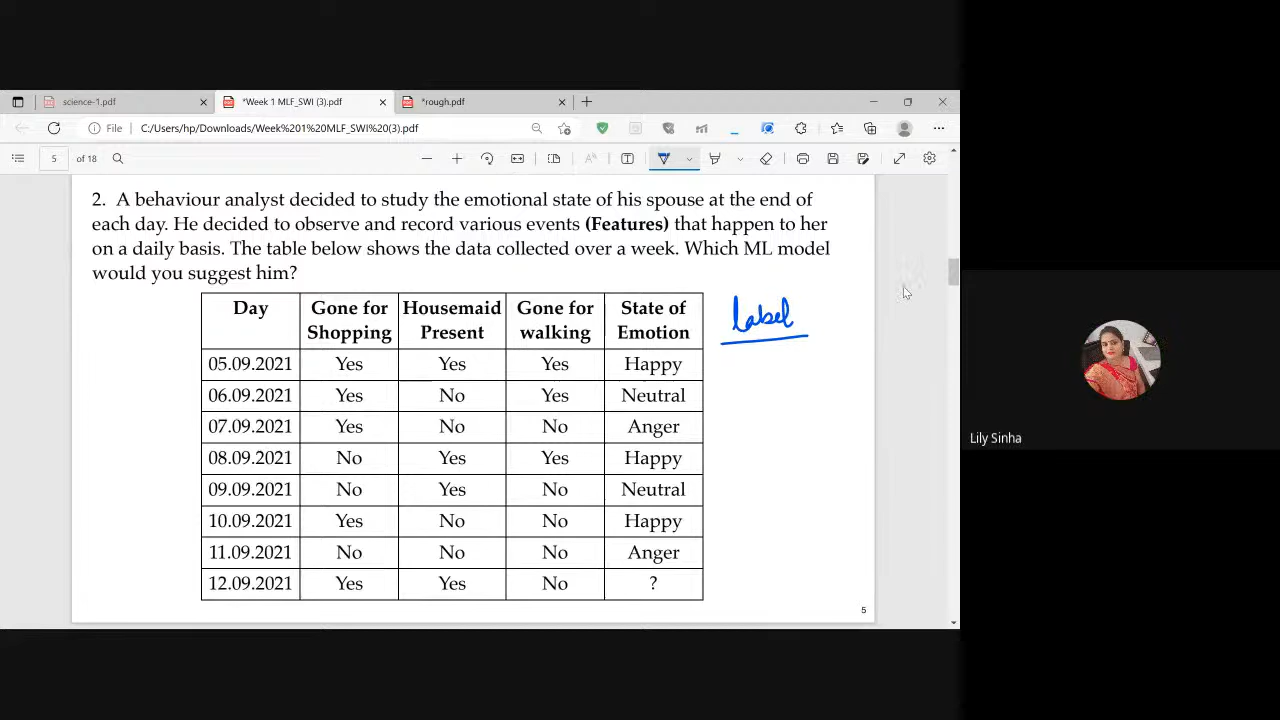 science-1.pdf
*Week 1 MLF_SWI (3).pdf
*rough.pdf
File
C:/Users/hp/Downloads/Week%201%20MLF_SWI%20(3).pdf
5 of 18
2. A behaviour analyst decided to study the emotional state of his spouse at the end of
each day. He decided to observe and record various events (Features) that happen to her
on a daily basis. The table below shows the data collected over a week. Which ML model
would you suggest him?
Day Gone for Shopping Housemaid Present Gone for walking State of Emotion
label
05.09.2021 Yes Yes Yes Happy
06.09.2021 Yes No Yes Neutral
07.09.2021 Yes No No Anger
08.09.2021 No Yes Yes Happy
09.09.2021 No Yes No Neutral
10.09.2021 Yes No No Happy
11.09.2021 No No No Anger
12.09.2021 Yes Yes No ?
5
Lily Sinha